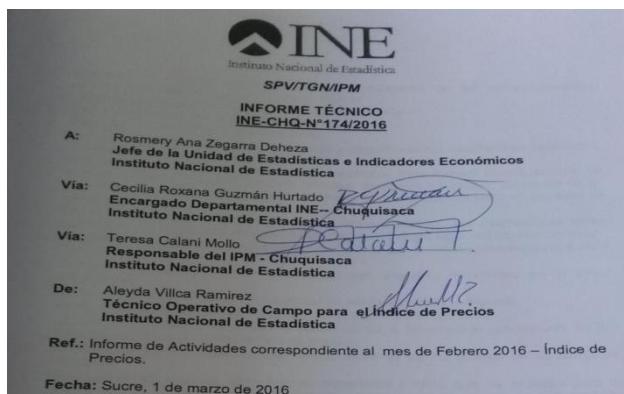 INE
Instituto Nacional de Estadística
SPV/TGN/IPM
INFORME TÉCNICO
INE-CHQ-N°174/2016
A: Rosmery Ana Zegarra Deheza
Jefe de la Unidad de Estadísticas e Indicadores Económicos
Instituto Nacional de Estadística
Vía: Cecilia Roxana Guzmán Hurtado
Encargado Departamental INE-- Chuquisaca
Instituto Nacional de Estadística
Vía: Teresa Calani Mollo
Responsable del IPM - Chuquisaca
Instituto Nacional de Estadística
De: Aleyda Villca Ramirez
Técnico Operativo de Campo para el Índice de Precios
Instituto Nacional de Estadística
Ref.: Informe de Actividades correspondiente al mes de Febrero 2016 – Índice de
Precios.
Fecha: Sucre, 1 de marzo de 2016